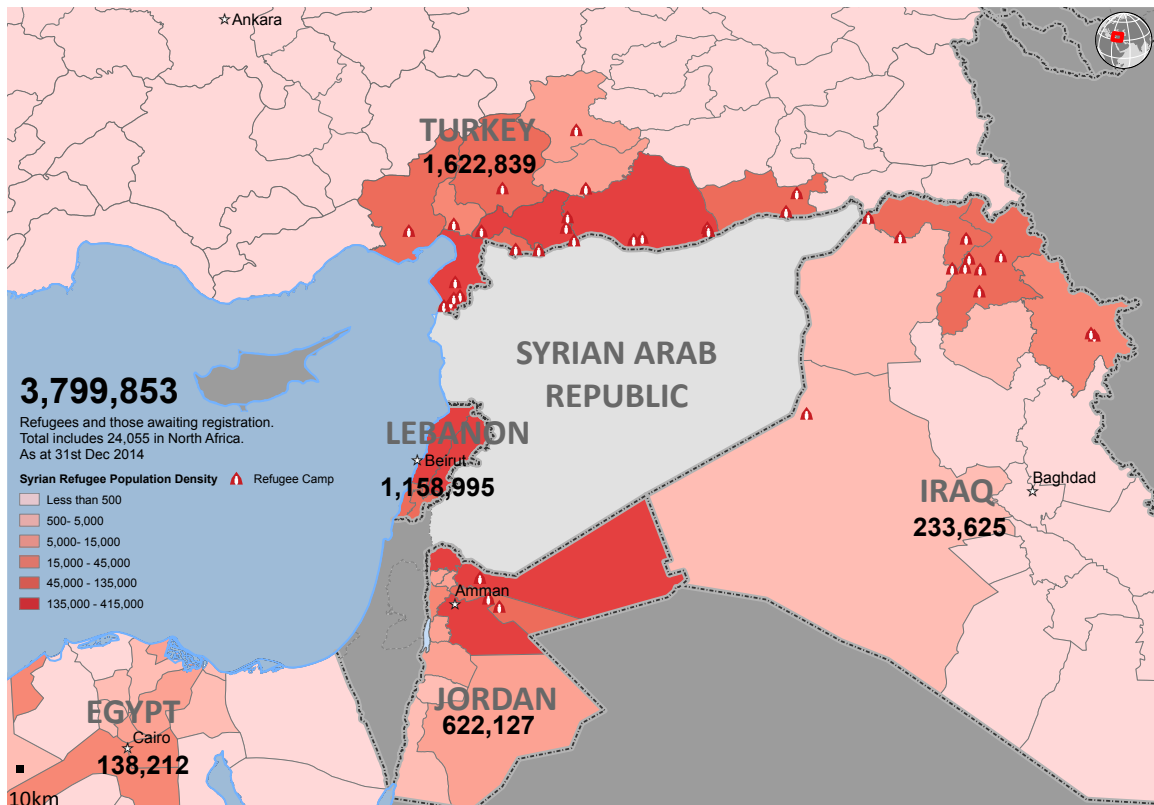 Ankara
TURKEY
1,622,839
SYRIAN ARAB
REPUBLIC
3,799,853
Refugees and those awaiting registration.
Total includes 24,055 in North Africa.
As at 31st Dec 2014
Syrian Refugee Population Density
Refugee Camp
Less than 500
500- 5,000
5,000- 15,000
15,000 - 45,000
45,000 - 135,000
135,000 - 415,000
LEBANON
Beirut
1,158,995
Baghdad
IRAQ
233,625
Amman
JORDAN
622,127
EGYPT
Cairo
138,212
10km